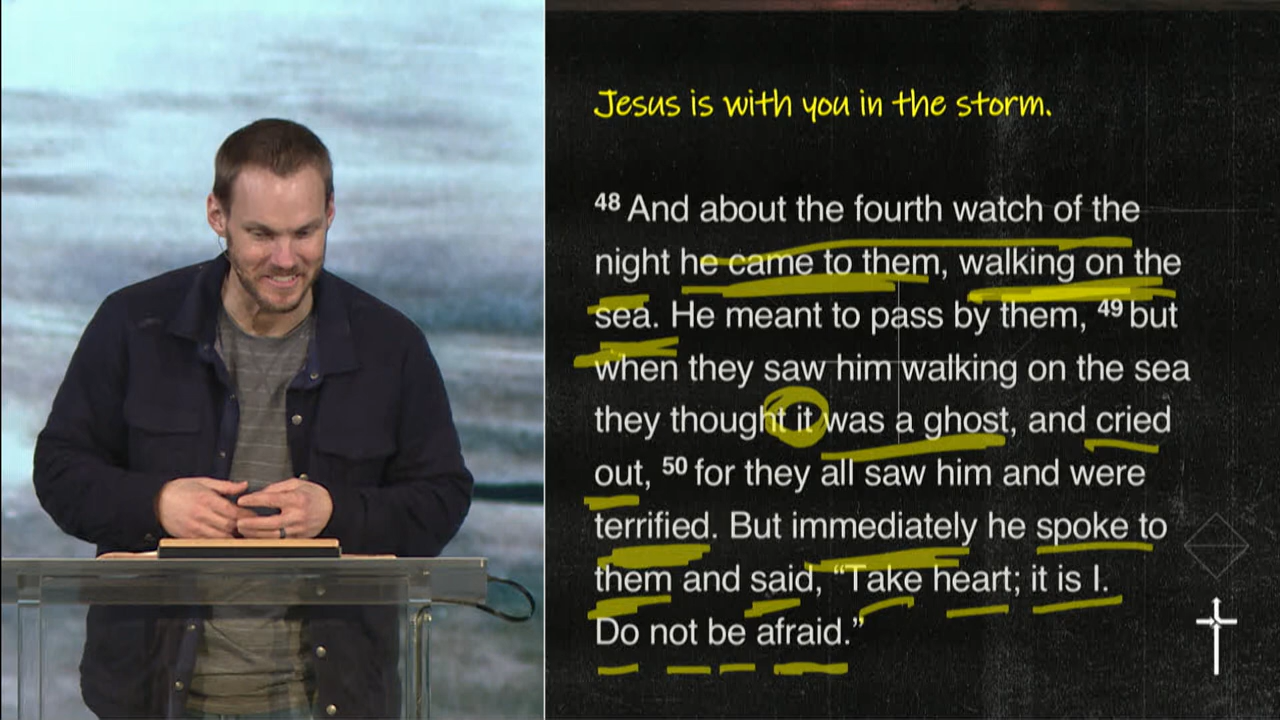 Jesus is with you in the storm.
48 And about the fourth watch of the
night he came to them, walking on the
sea. He meant to pass by them, 49 but
when they saw him walking on the sea
they thought it was a ghost, and cried
out, 50 for they all saw him and were
terrified. But immediately he spoke to
them and said, “Take heart; it is I.
Do not be afraid.”